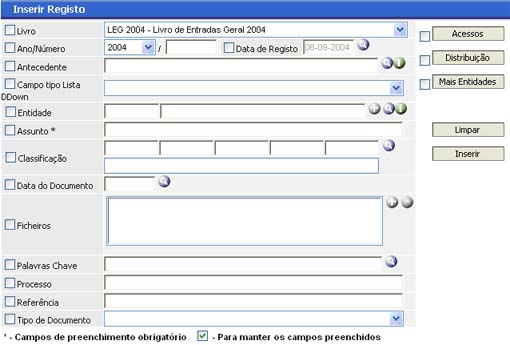 Inserir Registo
Livro LEG 2004 - Livro de Entradas Geral 2004 Acessos
Ano/Número 2004 / Data de Registo 06-09-2004
Distribuição
Antecedente
Campo tipo Lista Mais Entidades
DDown
Entidade
Assunto * Limpar
Classificação Inserir
Data do Documento
Ficheiros
Palavras Chave
Processo
Referência
Tipo de Documento
* - Campos de preenchimento obrigatório - Para manter os campos preenchidos